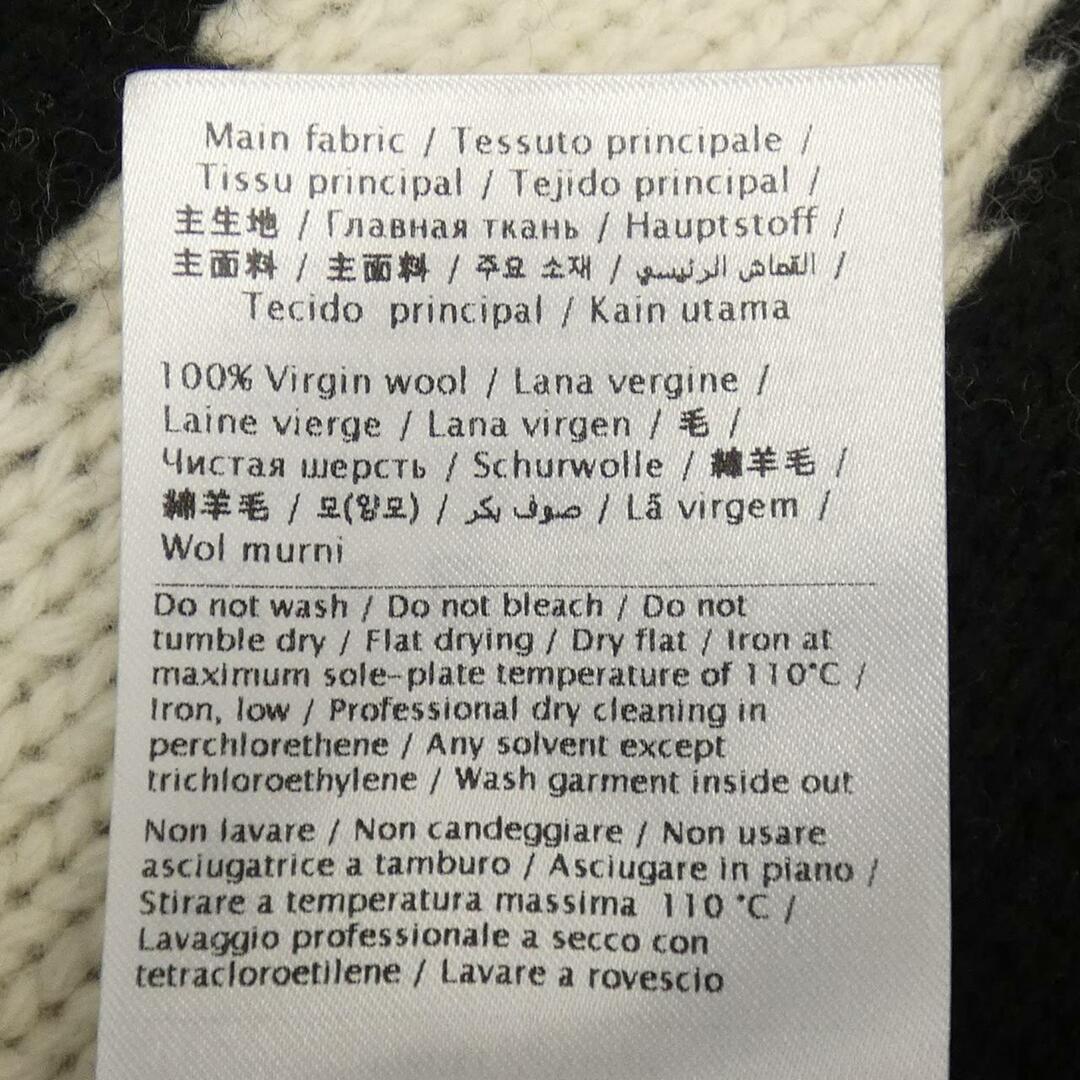 Main fabric / Tessuto principale /
Tissu principal / Tejido principal /
主生地 / Главная ткань / Hauptstoff /
主面料 / 主面料 / 주요 소재 / القماش الرئيسي /
Tecido principal / Kain utama
100% Virgin wool / Lana vergine /
Laine vierge / Lana virgen / 毛 /
Чистая шерсть / Schurwolle / 綿羊毛 /
綿羊毛 / 모(양모) / صوف بكر / Lã virgem /
Wol murni
Do not wash / Do not bleach / Do not
tumble dry / Flat drying / Dry flat / Iron at
maximum sole-plate temperature of 110°C /
Iron, low / Professional dry cleaning in
perchlorethene / Any solvent except
trichloroethylene / Wash garment inside out
Non lavare / Non candeggiare / Non usare
asciugatrice a tamburo / Asciugare in piano /
Stirare a temperatura massima 110 °C /
Lavaggio professionale a secco con
tetracloroetilene / Lavare a rovescio